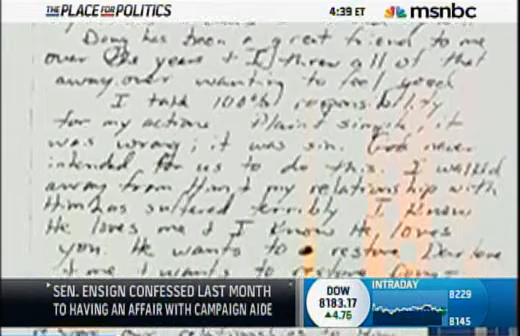 THE PLACE FOR POLITICS
4:39 ET
msnbc
Doug has been a great friend to me
over the years + I threw all of that
away over wanting to feel good
I take 100% responsibility
for my actions Plain + simple, it
was wrong; it was sin. God never
intended for us to do this. I walked
away from Him + my relationship with
Him has suffered terribly I know
He loves me + I know He loves
you. He wants to restore
+ me + wants to restore
SEN. ENSIGN CONFESSED LAST MONTH
TO HAVING AN AFFAIR WITH CAMPAIGN AIDE
DOW
8183.17
▲4.76
INTRADAY
8229
8145